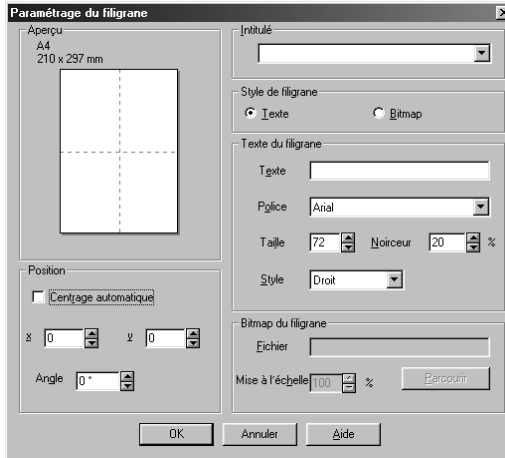 Paramétrage du filigrane
Aperçu
A4
210 x 297 mm
Intitulé
Style de filigrane
Texte
Bitmap
Texte du filigrane
Texte
Police
Arial
Taille
72
Noirceur
20
%
Style
Droit
Position
Centrage automatique
x
0
y
0
Angle
0 °
Bitmap du filigrane
Fichier
Mise à l'échelle
100
%
Parcourir
OK
Annuler
Aide